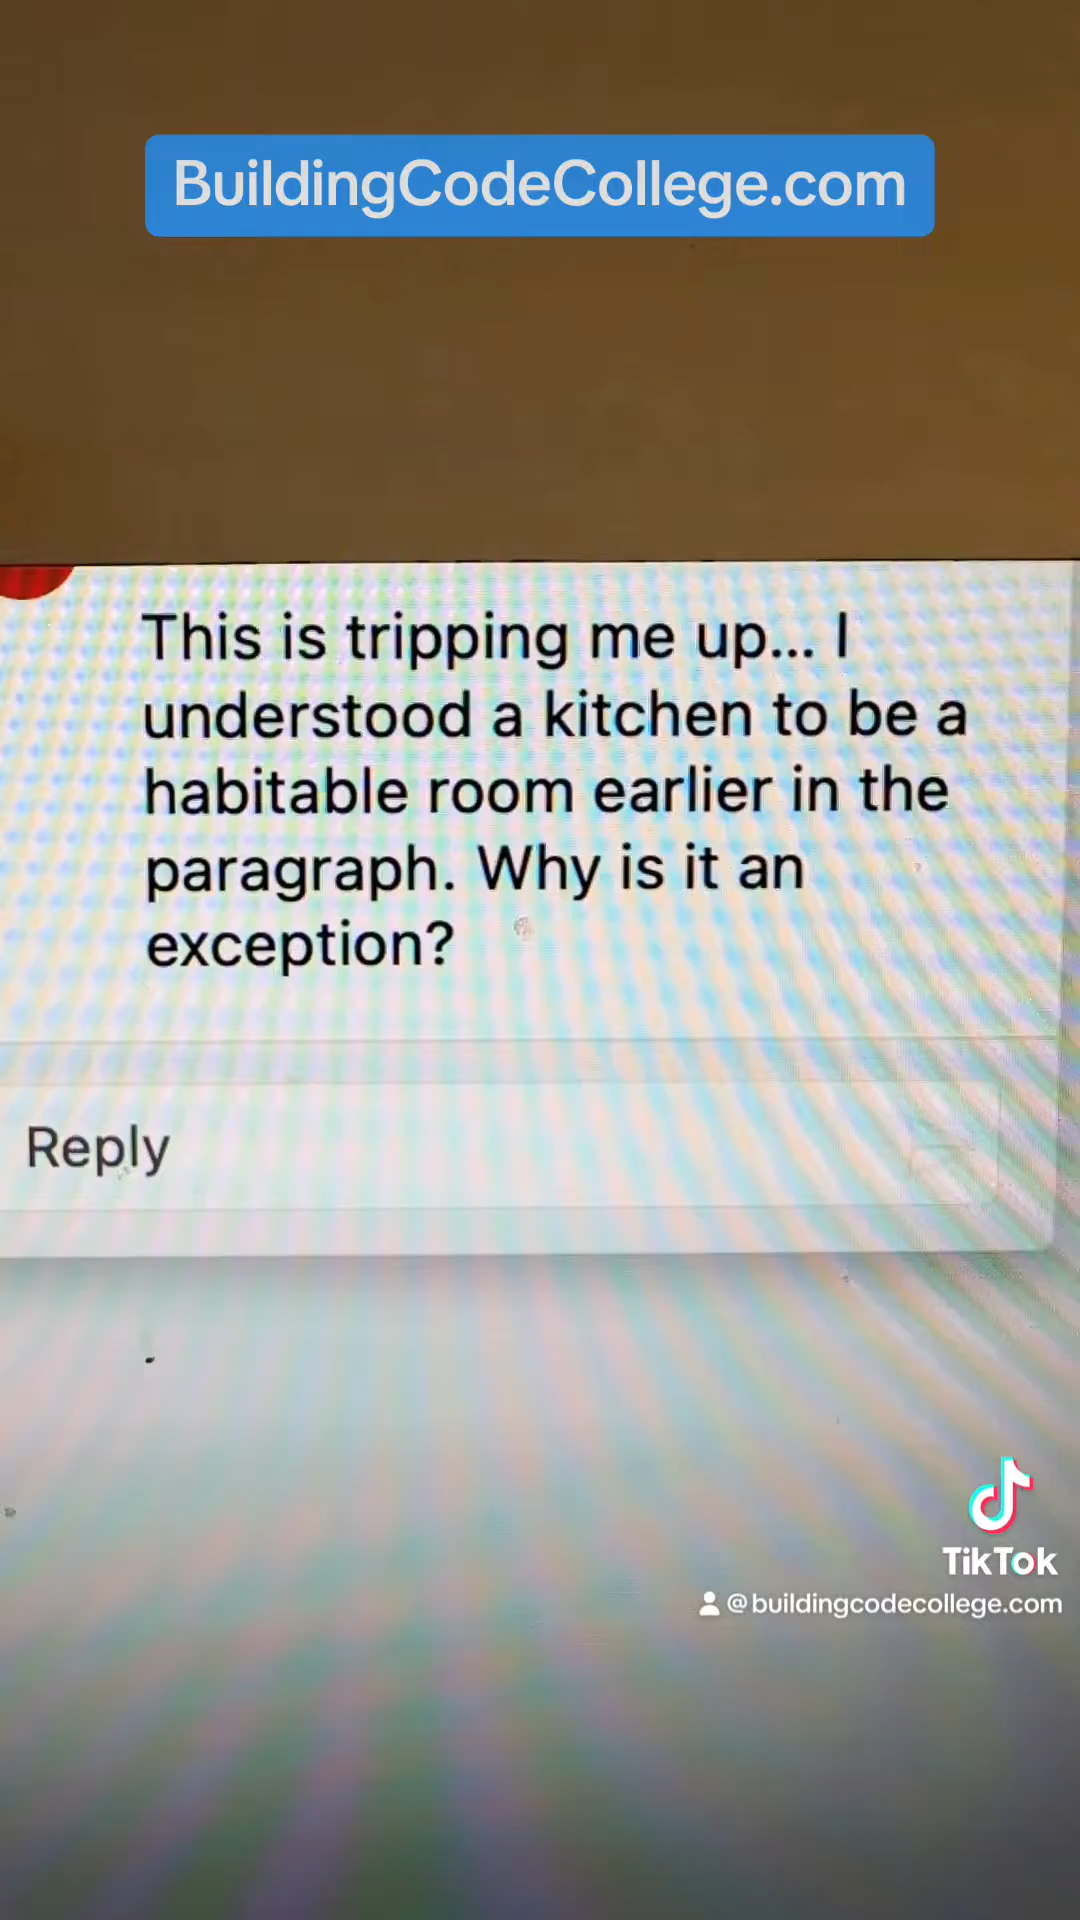 BuildingCodeCollege.com
This is tripping me up... I
understood a kitchen to be a
habitable room earlier in the
paragraph. Why is it an
exception?
Reply
TikTok
@buildingcodecollege.com